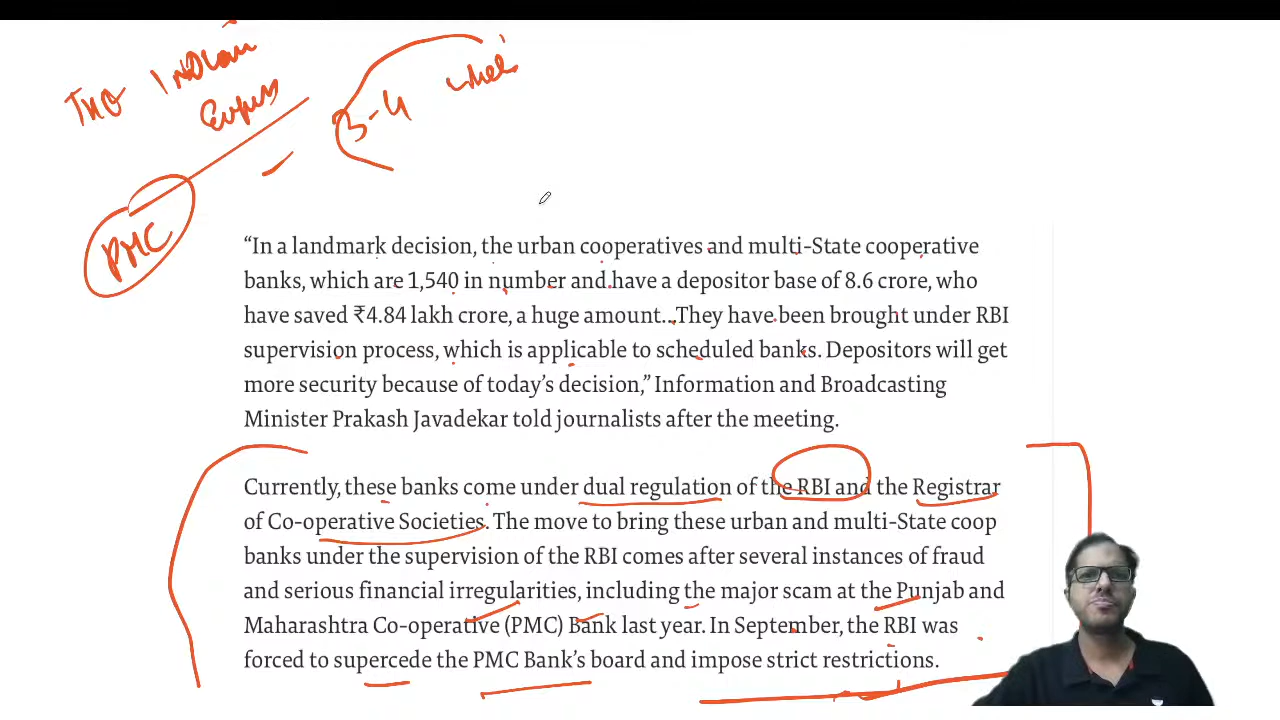 The Indian
Express
3-4
PMC
“In a landmark decision, the urban cooperatives and multi-State cooperative
banks, which are 1,540 in number and have a depositor base of 8.6 crore, who
have saved ₹4.84 lakh crore, a huge amount...They have been brought under RBI
supervision process, which is applicable to scheduled banks. Depositors will get
more security because of today’s decision,” Information and Broadcasting
Minister Prakash Javadekar told journalists after the meeting.
Currently, these banks come under dual regulation of the RBI and the Registrar
of Co-operative Societies. The move to bring these urban and multi-State coop
banks under the supervision of the RBI comes after several instances of fraud
and serious financial irregularities, including the major scam at the Punjab and
Maharashtra Co-operative (PMC) Bank last year. In September, the RBI was
forced to supercede the PMC Bank’s board and impose strict restrictions.